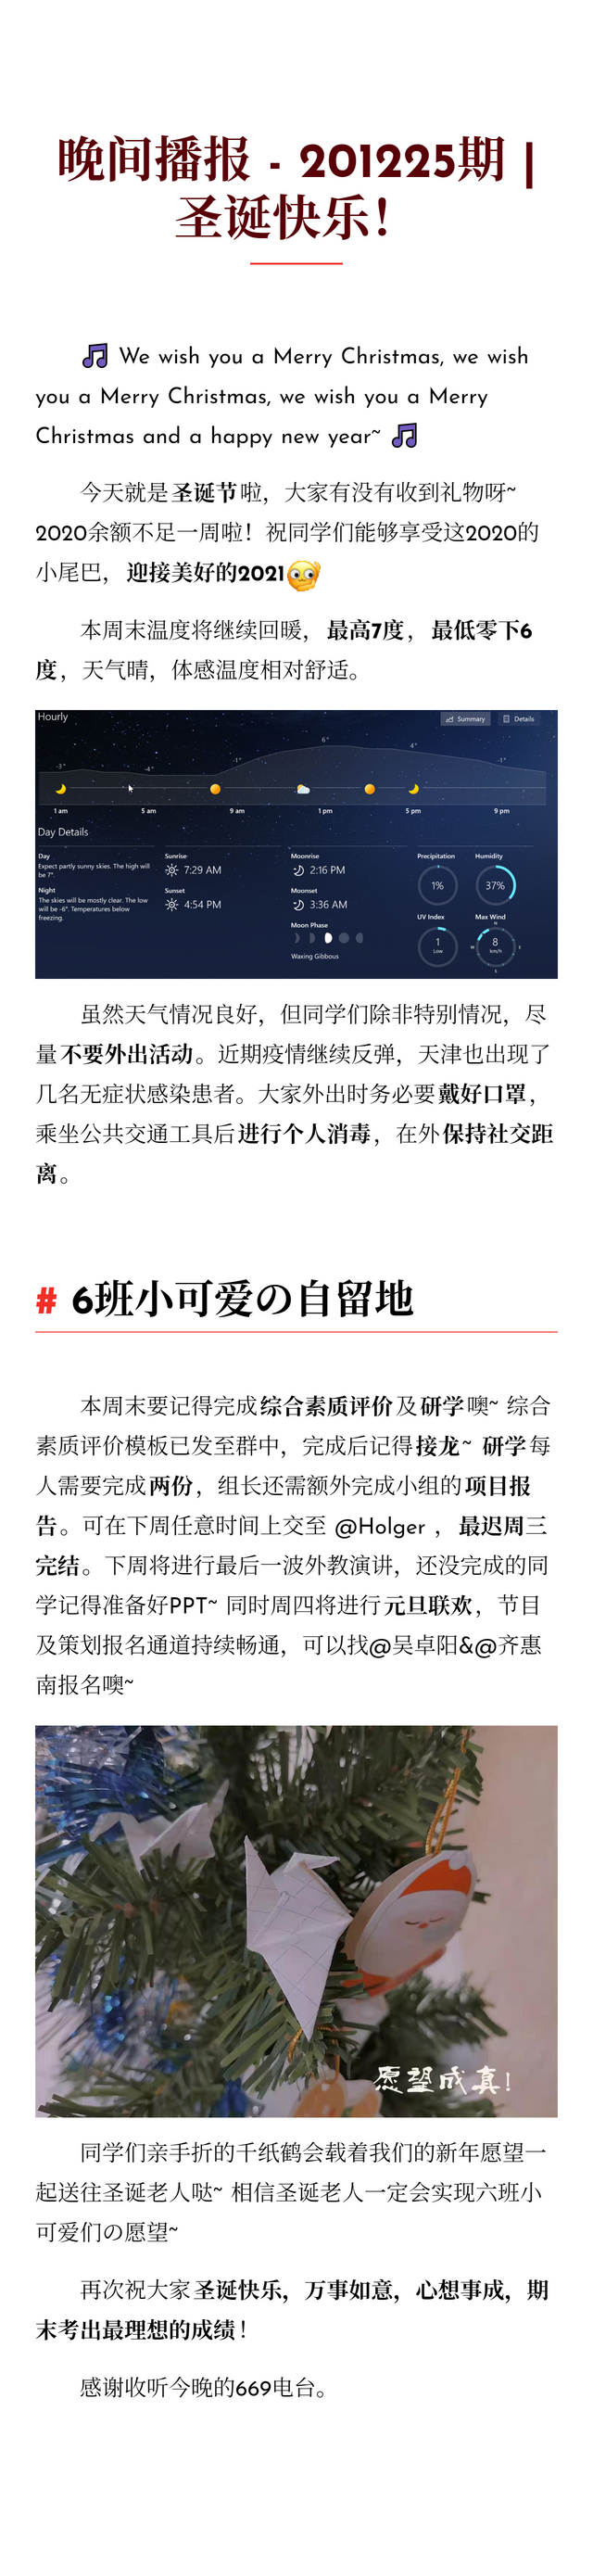 晚间播报 - 201225期 |
圣诞快乐！
We wish you a Merry Christmas, we wish
you a Merry Christmas, we wish you a Merry
Christmas and a happy new year~
今天就是圣诞节啦，大家有没有收到礼物呀~
2020余额不足一周啦！祝同学们能够享受这2020的
小尾巴，迎接美好的2021
本周末温度将继续回暖，最高7度，最低零下6
度，天气晴，体感温度相对舒适。
Hourly
Summary
Details
-3°
-4°
-1°
6°
4°
-1°
1 am
5 am
9 am
1 pm
5 pm
9 pm
Day Details
Day
Expect partly sunny skies. The high will
be 7°.
Night
The skies will be mostly clear. The low
will be -6°. Temperatures below
freezing.
Sunrise
7:29 AM
Sunset
4:54 PM
Moonrise
2:16 PM
Moonset
3:36 AM
Moon Phase
Waxing Gibbous
Precipitation
1%
Humidity
37%
UV Index
1
Low
Max Wind
N
W
E
S
8
km/h
虽然天气情况良好，但同学们除非特别情况，尽
量不要外出活动。近期疫情继续反弹，天津也出现了
几名无症状感染患者。大家外出时务必要戴好口罩，
乘坐公共交通工具后进行个人消毒，在外保持社交距
离。
# 6班小可爱の自留地
本周末要记得完成综合素质评价及研学噢~ 综合
素质评价模板已发至群中，完成后记得接龙~ 研学每
人需要完成两份，组长还需额外完成小组的项目报
告。可在下周任意时间上交至 @Holger ，最迟周三
完结。下周将进行最后一波外教演讲，还没完成的同
学记得准备好PPT~ 同时周四将进行元旦联欢，节目
及策划报名通道持续畅通，可以找@吴卓阳&@齐惠
南报名噢~
愿望成真！
同学们亲手折的千纸鹤会载着我们的新年愿望一
起送往圣诞老人哒~ 相信圣诞老人一定会实现六班小
可爱们の愿望~
再次祝大家圣诞快乐，万事如意，心想事成，期
末考出最理想的成绩！
感谢收听今晚的669电台。